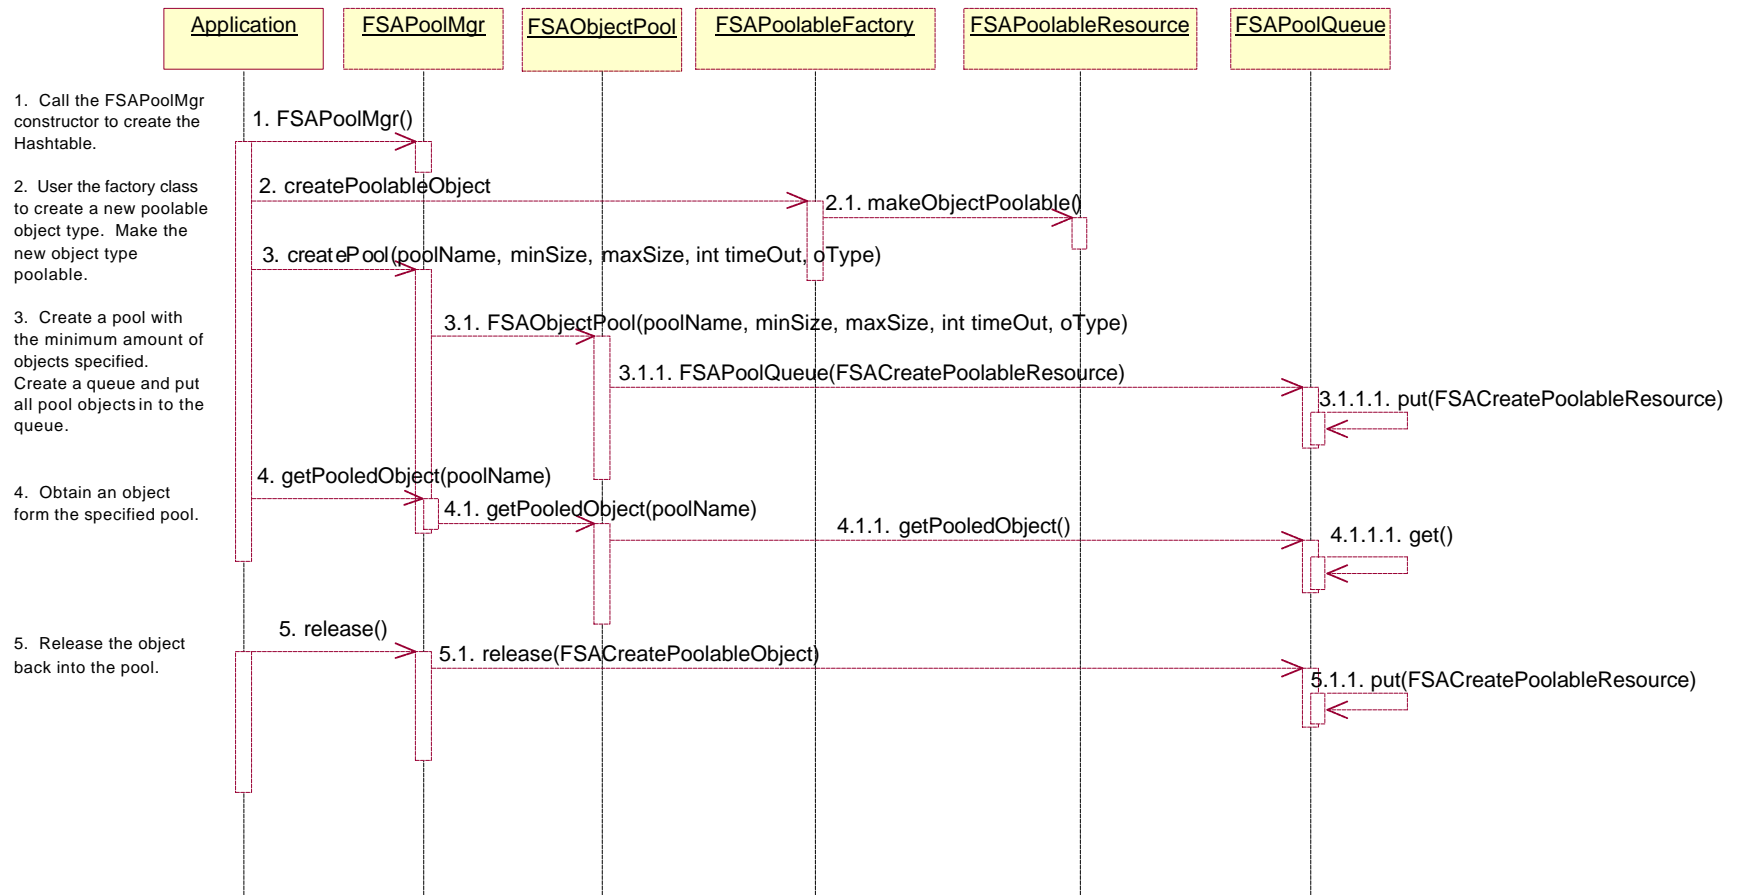 Application
FSAPoolMgr
FSAObjectPool
FSAPoolableFactory
FSAPoolableResource
FSAPoolQueue
1. Call the FSAPoolMgr
constructor to create the
Hashtable.
1. FSAPoolMgr()
2. User the factory class
to create a new poolable
object type. Make the
new object type
poolable.
2. createPoolableObject
2.1. makeObjectPoolable()
3. createPool(poolName, minSize, maxSize, int timeOut, oType)
3. Create a pool with
the minimum amount of
objects specified.
Create a queue and put
all pool objects in to the
queue.
3.1. FSAObjectPool(poolName, minSize, maxSize, int timeOut, oType)
3.1.1. FSAPoolQueue(FSACreatePoolableResource)
3.1.1.1. put(FSACreatePoolableResource)
4. Obtain an object
form the specified pool.
4. getPooledObject(poolName)
4.1. getPooledObject(poolName)
4.1.1. getPooledObject()
4.1.1.1. get()
5. Release the object
back into the pool.
5. release()
5.1. release(FSACreatePoolableObject)
5.1.1. put(FSACreatePoolableResource)